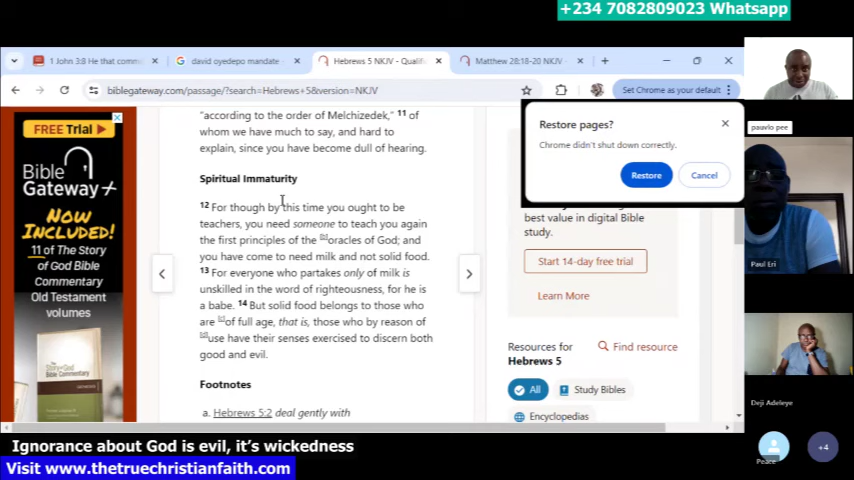 +234 7082809023 Whatsapp
1 John 3:8 He that comm
david oyedepo mandate
Hebrews 5 NKJV - Qualifi
Matthew 28:18-20 NKJV -
biblegateway.com/passage/?search=Hebrews+5&version=NKJV
Set Chrome as your default
Restore pages?
Chrome didn't shut down correctly.
Restore
Cancel
FREE Trial
Bible
Gateway+
NOW
INCLUDED!
11 of The Story
of God Bible
Commentary
Old Testament
volumes
"according to the order of Melchizedek," 11 of
whom we have much to say, and hard to
explain, since you have become dull of hearing.
Spiritual Immaturity
12 For though by this time you ought to be
teachers, you need someone to teach you again
the first principles of the [b]oracles of God; and
you have come to need milk and not solid food.
13 For everyone who partakes only of milk is
unskilled in the word of righteousness, for he is
a babe. 14 But solid food belongs to those who
are [c]of full age, that is, those who by reason of
[d]use have their senses exercised to discern both
good and evil.
Footnotes
a. Hebrews 5:2 deal gently with
best value in digital Bible
study.
Start 14-day free trial
Learn More
Resources for
Hebrews 5
Find resource
All
Study Bibles
Encyclopedias
paavlo pee
Paul Eri
Deji Adeleye
Peace
+4
Ignorance about God is evil, it's wickedness
Visit www.thetruechristianfaith.com